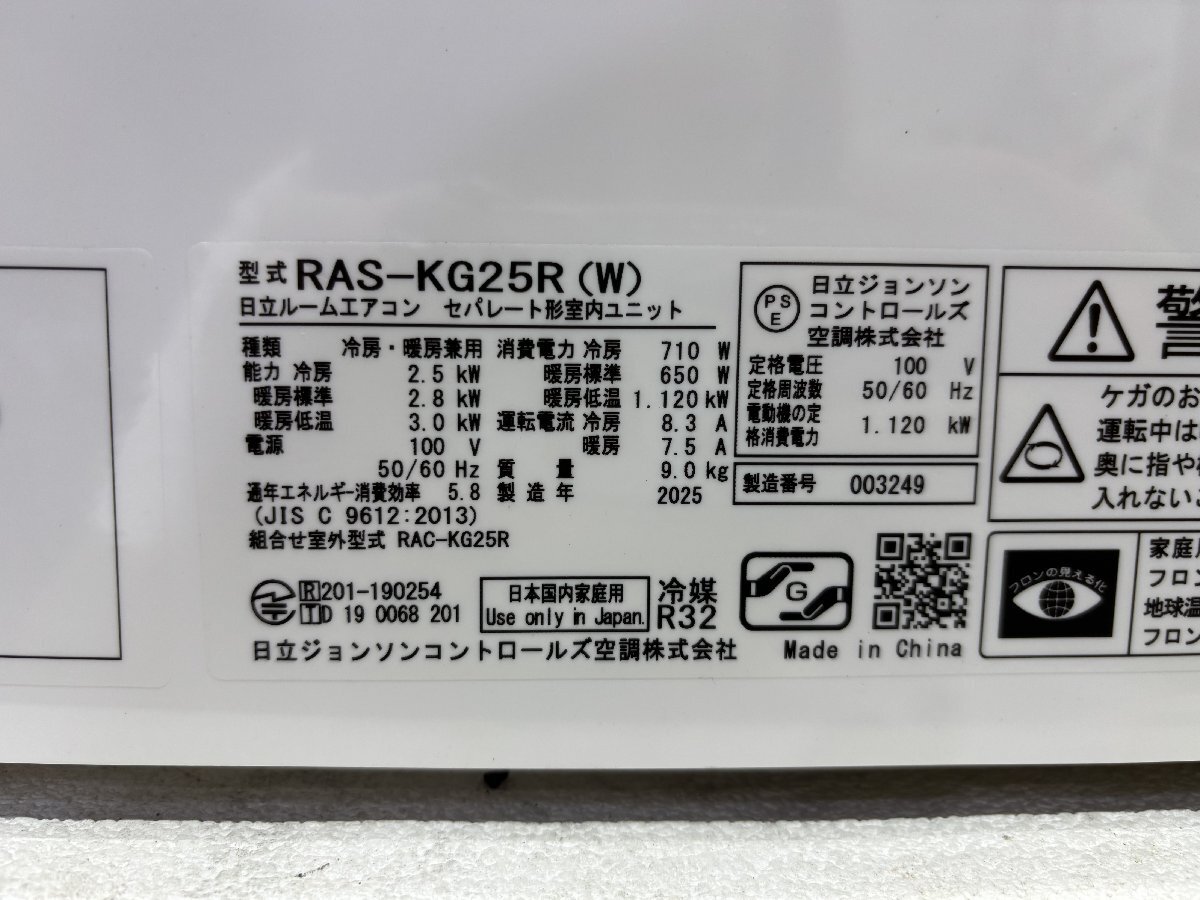 型式 RAS-KG25R(W)
日立ルームエアコン セパレート形室内ユニット
種類 冷房・暖房兼用
能力 冷房 2.5 kW
暖房標準 2.8 kW
暖房低温 3.0 kW
電源 100 V
50/60 Hz
通年エネルギー消費効率 5.8
(JIS C 9612:2013)
組合せ室外型式 RAC-KG25R
消費電力 冷房 710 W
暖房標準 650 W
暖房低温 1.120 kW
運転電流 冷房 8.3 A
暖房 7.5 A
質量 9.0 kg
製造年 2025
PSE
日立ジョンソン
コントロールズ
空調株式会社
定格電圧 100 V
定格周波数 50/60 Hz
電動機の定
格消費電力 1.120 kW
製造番号 003249
R 201-190254
T D 19 0068 201
日本国内家庭用
Use only in Japan.
冷媒
R32
G
日立ジョンソンコントロールズ空調株式会社
Made in China
ケガのお
運転中は
奥に指や
入れない
フロンの見える化
家庭用
フロン
地球温
フロン